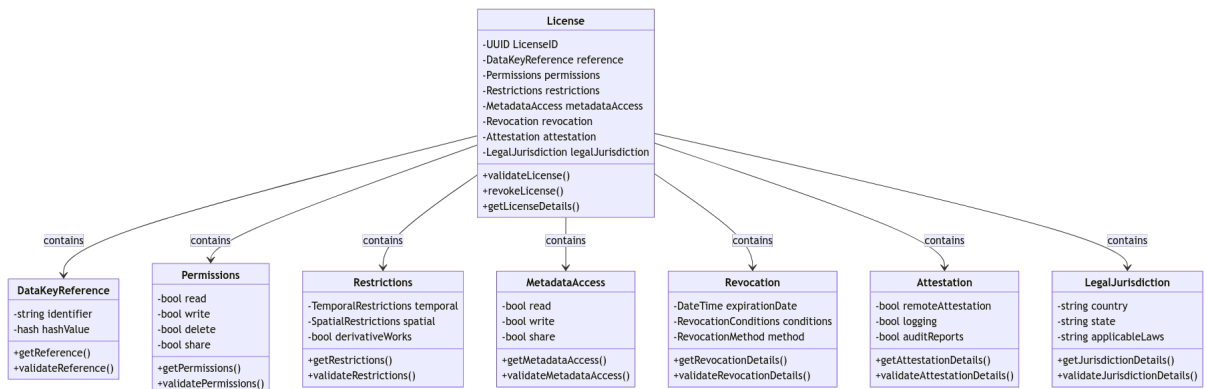 License
-UUID LicenseID
-DataKeyReference reference
-Permissions permissions
-Restrictions restrictions
-MetadataAccess metadataAccess
-Revocation revocation
-Attestation attestation
-LegalJurisdiction legalJurisdiction
+validateLicense()
+revokeLicense()
+getLicenseDetails()
contains
contains
contains
contains
contains
contains
contains
DataKeyReference
-string identifier
-hash hashValue
+getReference()
+validateReference()
Permissions
-bool read
-bool write
-bool delete
-bool share
+getPermissions()
+validatePermissions()
Restrictions
-TemporalRestrictions temporal
-SpatialRestrictions spatial
-bool derivativeWorks
+getRestrictions()
+validateRestrictions()
MetadataAccess
-bool read
-bool write
-bool share
+getMetadataAccess()
+validateMetadataAccess()
Revocation
-DateTime expirationDate
-RevocationConditions conditions
-RevocationMethod method
+getRevocationDetails()
+validateRevocationDetails()
Attestation
-bool remoteAttestation
-bool logging
-bool auditReports
+getAttestationDetails()
+validateAttestationDetails()
LegalJurisdiction
-string country
-string state
-string applicableLaws
+getJurisdictionDetails()
+validateJurisdictionDetails()